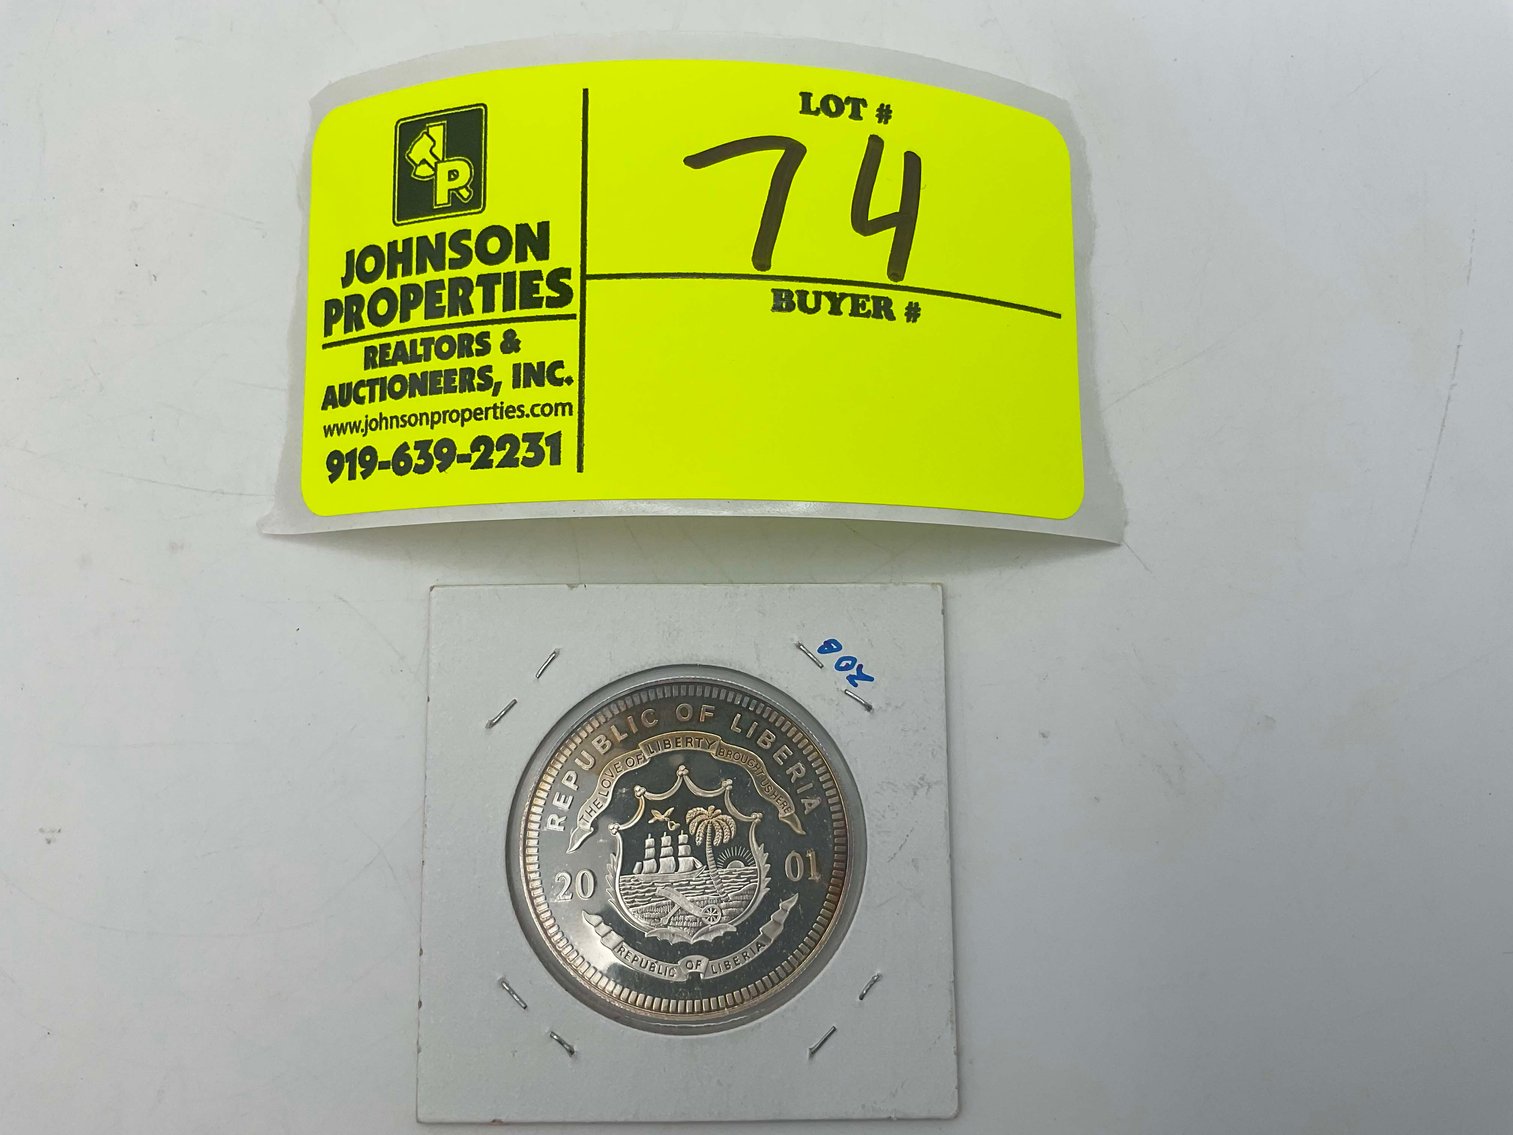 JP
JOHNSON
PROPERTIES
REALTORS &
AUCTIONEERS, INC.
www.johnsonproperties.com
919-639-2231
LOT #
74
BUYER #
REPUBLIC OF LIBERIA
THE LOVE OF LIBERTY BROUGHT US HERE
20 01
REPUBLIC OF LIBERIA